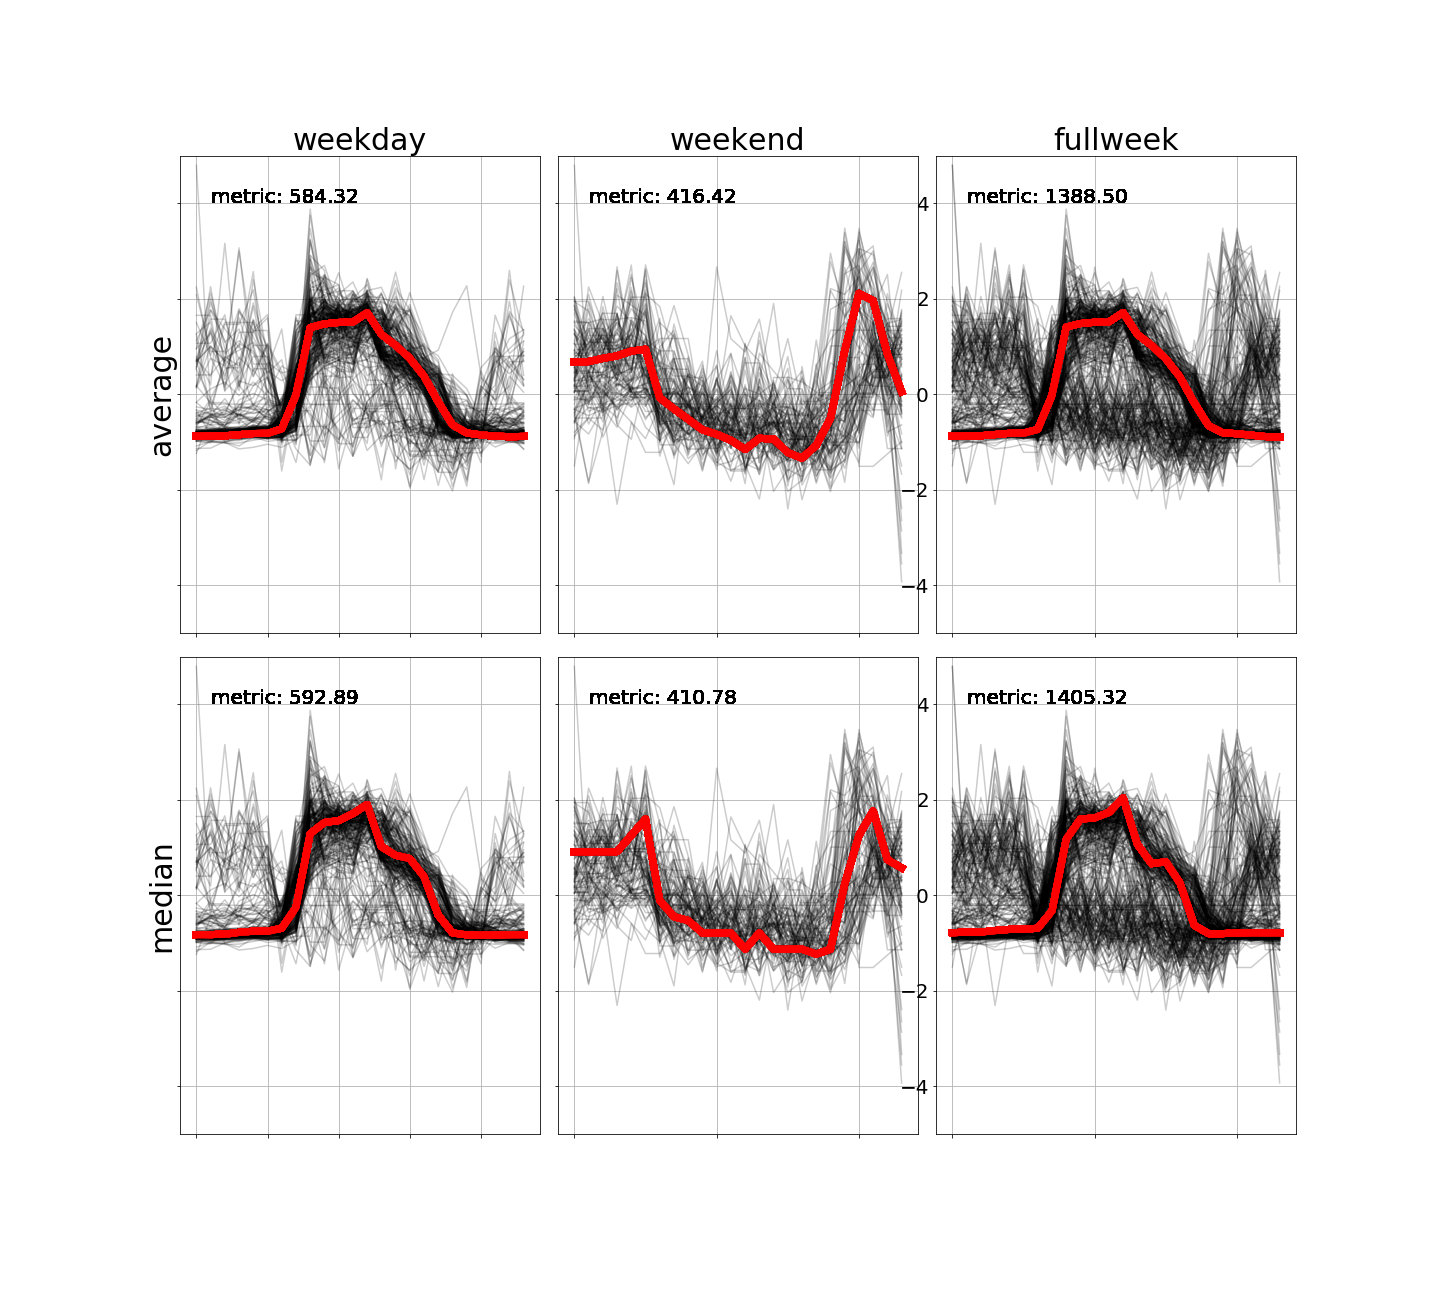 weekday weekend fullweek
average
metric: 584.32
metric: 416.42
metric: 1388.50
4
2
0
−2
−4
median
metric: 592.89
metric: 410.78
metric: 1405.32
4
2
0
−2
−4